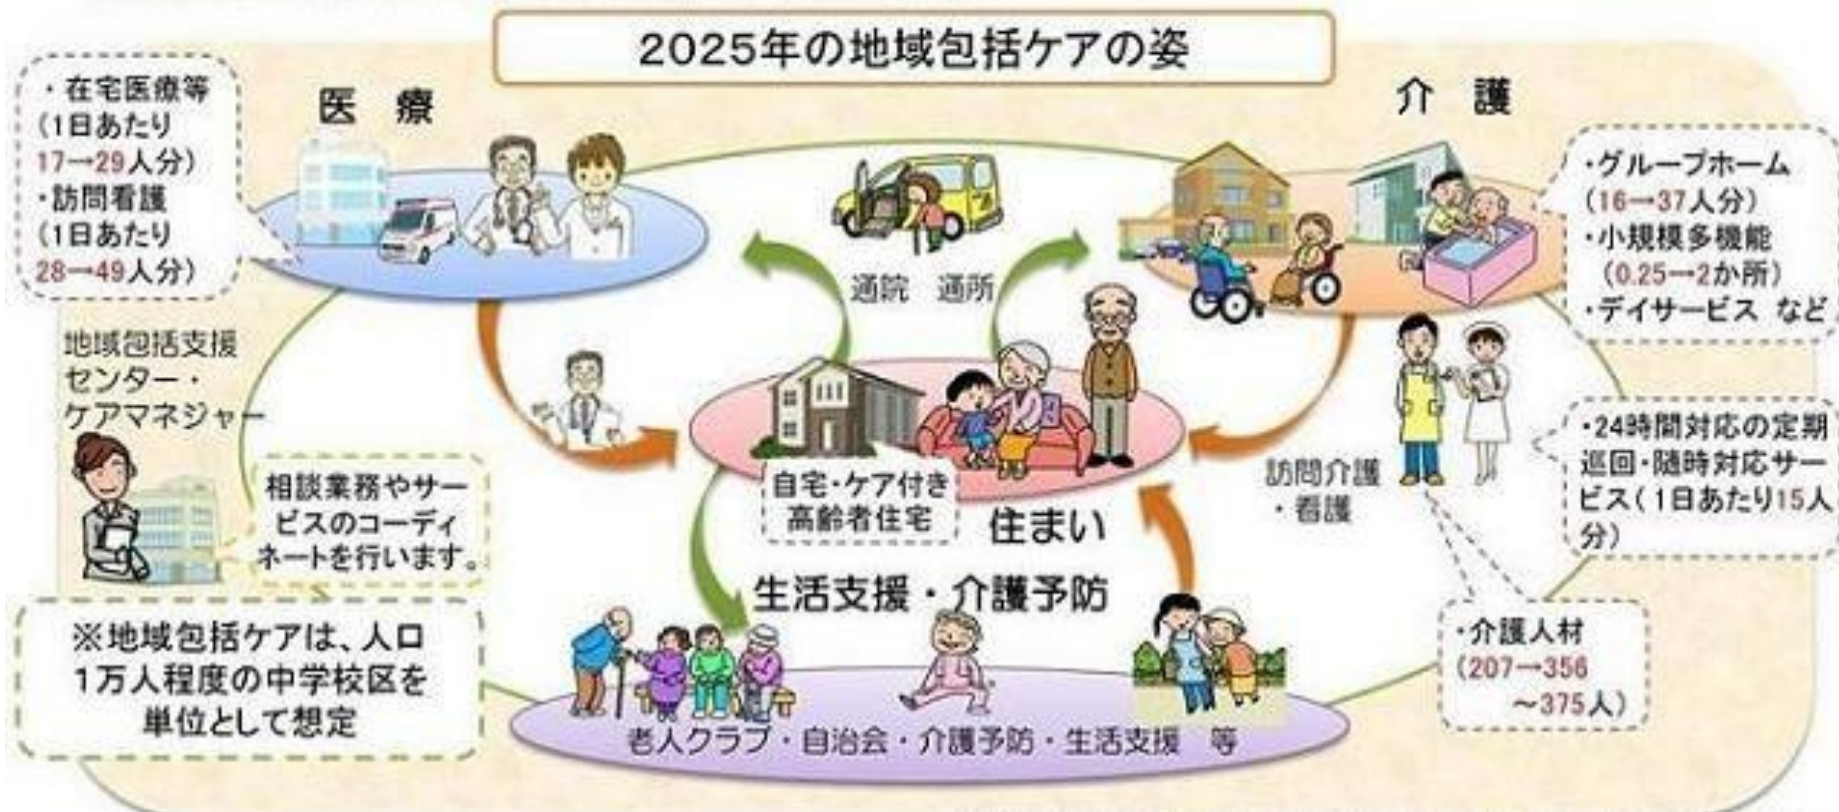 2025年の地域包括ケアの姿
・在宅医療等
(1日あたり
17→29人分)
・訪問看護
(1日あたり
28→49人分)
医 療
介 護
・グループホーム
(16→37人分)
・小規模多機能
(0.25→2か所)
・デイサービス など
通院 通所
地域包括支援
センター・
ケアマネジャー
相談業務やサー
ビスのコーディ
ネートを行います。
自宅・ケア付き
高齢者住宅
住まい
訪問介護
・看護
・24時間対応の定期
巡回・随時対応サー
ビス(1日あたり15人
分)
生活支援・介護予防
・介護人材
(207→356
～375人)
※地域包括ケアは、人口
1万人程度の中学校区を
単位として想定
老人クラブ・自治会・介護予防・生活支援 等